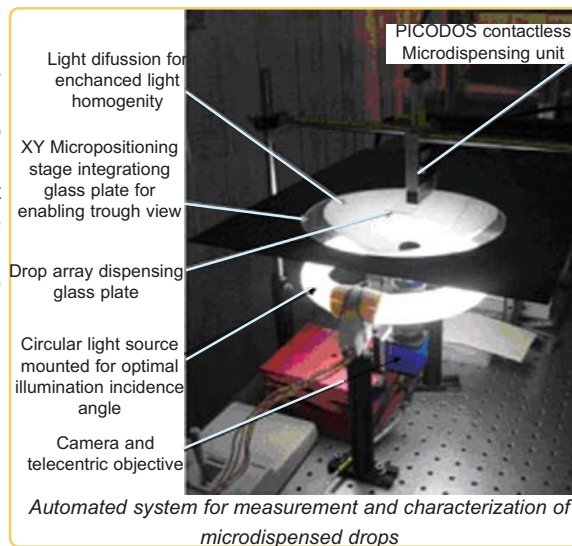 PICODOS contactless
Microdispensing unit
Light difussion for
enchanced light
homogenity
XY Micropositioning
stage integrationg
glass plate for
enabling trough view
Drop array dispensing
glass plate
Circular light source
mounted for optimal
illumination incidence
angle
Camera and
telecentric objective
Automated system for measurement and characterization of
microdispensed drops